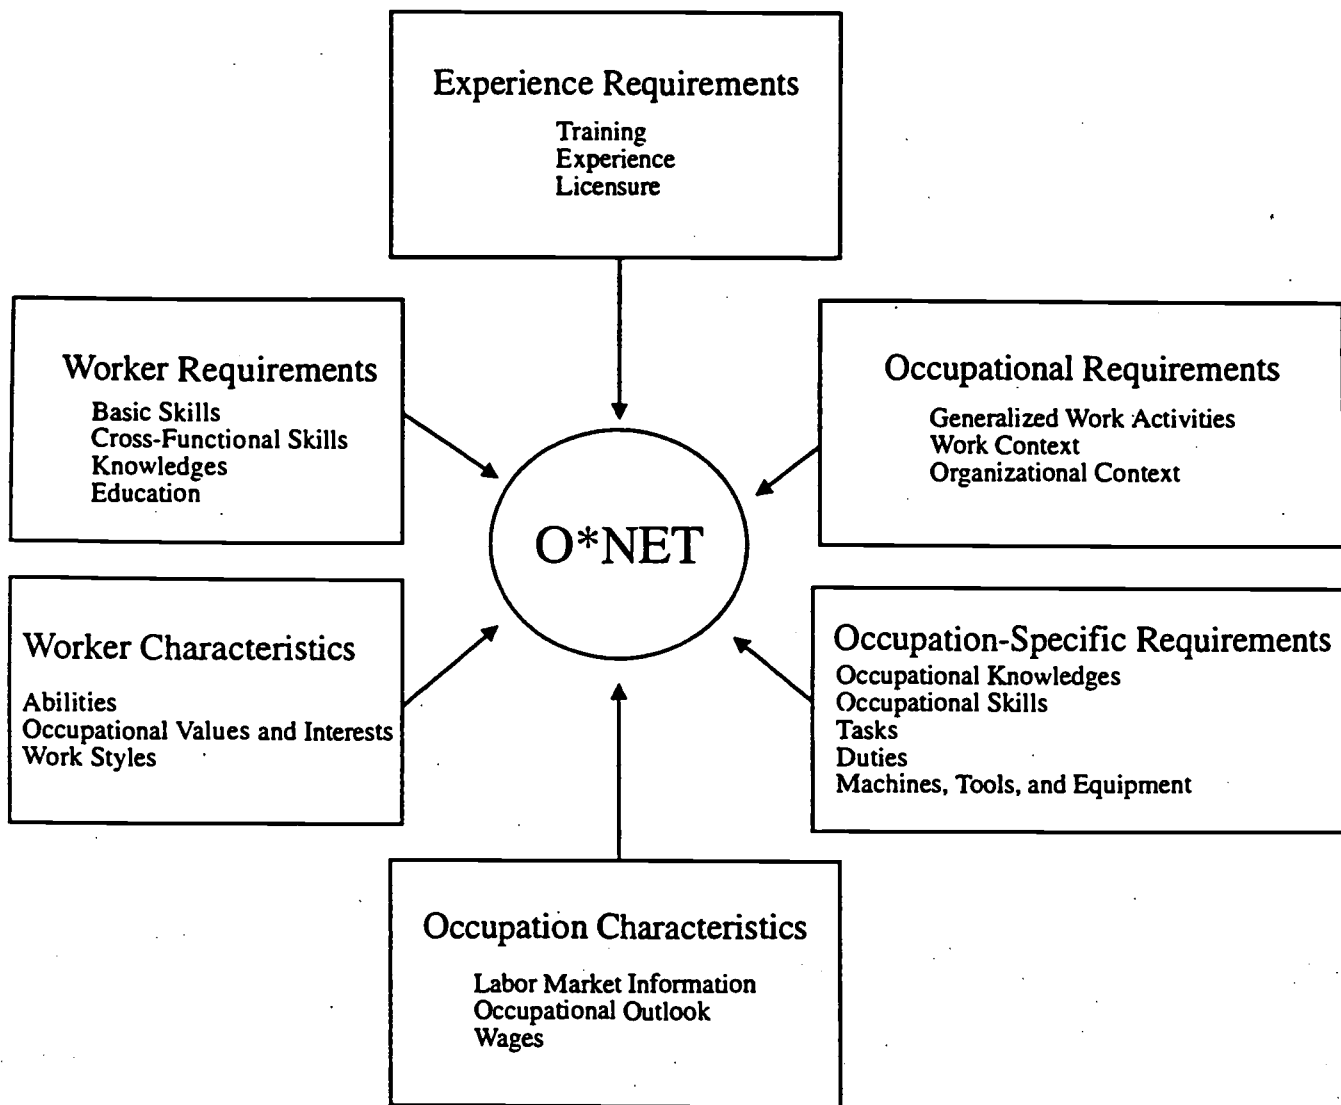 Experience Requirements
Training
Experience
Licensure
Worker Requirements
Basic Skills
Cross-Functional Skills
Knowledges
Education
Occupational Requirements
Generalized Work Activities
Work Context
Organizational Context
O*NET
Worker Characteristics
Abilities
Occupational Values and Interests
Work Styles
Occupation-Specific Requirements
Occupational Knowledges
Occupational Skills
Tasks
Duties
Machines, Tools, and Equipment
Occupation Characteristics
Labor Market Information
Occupational Outlook
Wages